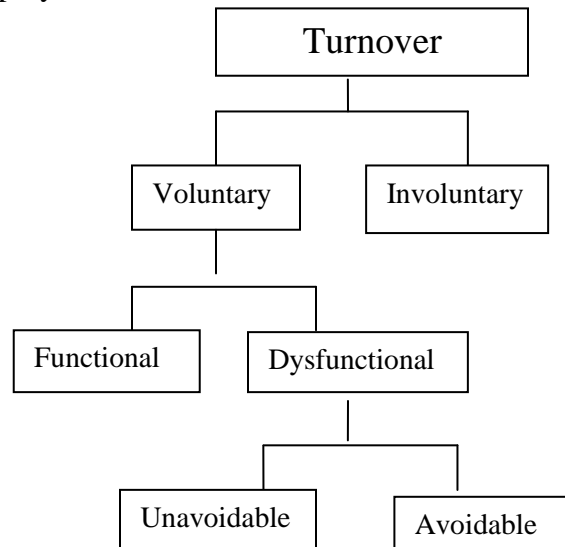 Turnover
Voluntary Involuntary
Functional Dysfunctional
Unavoidable Avoidable